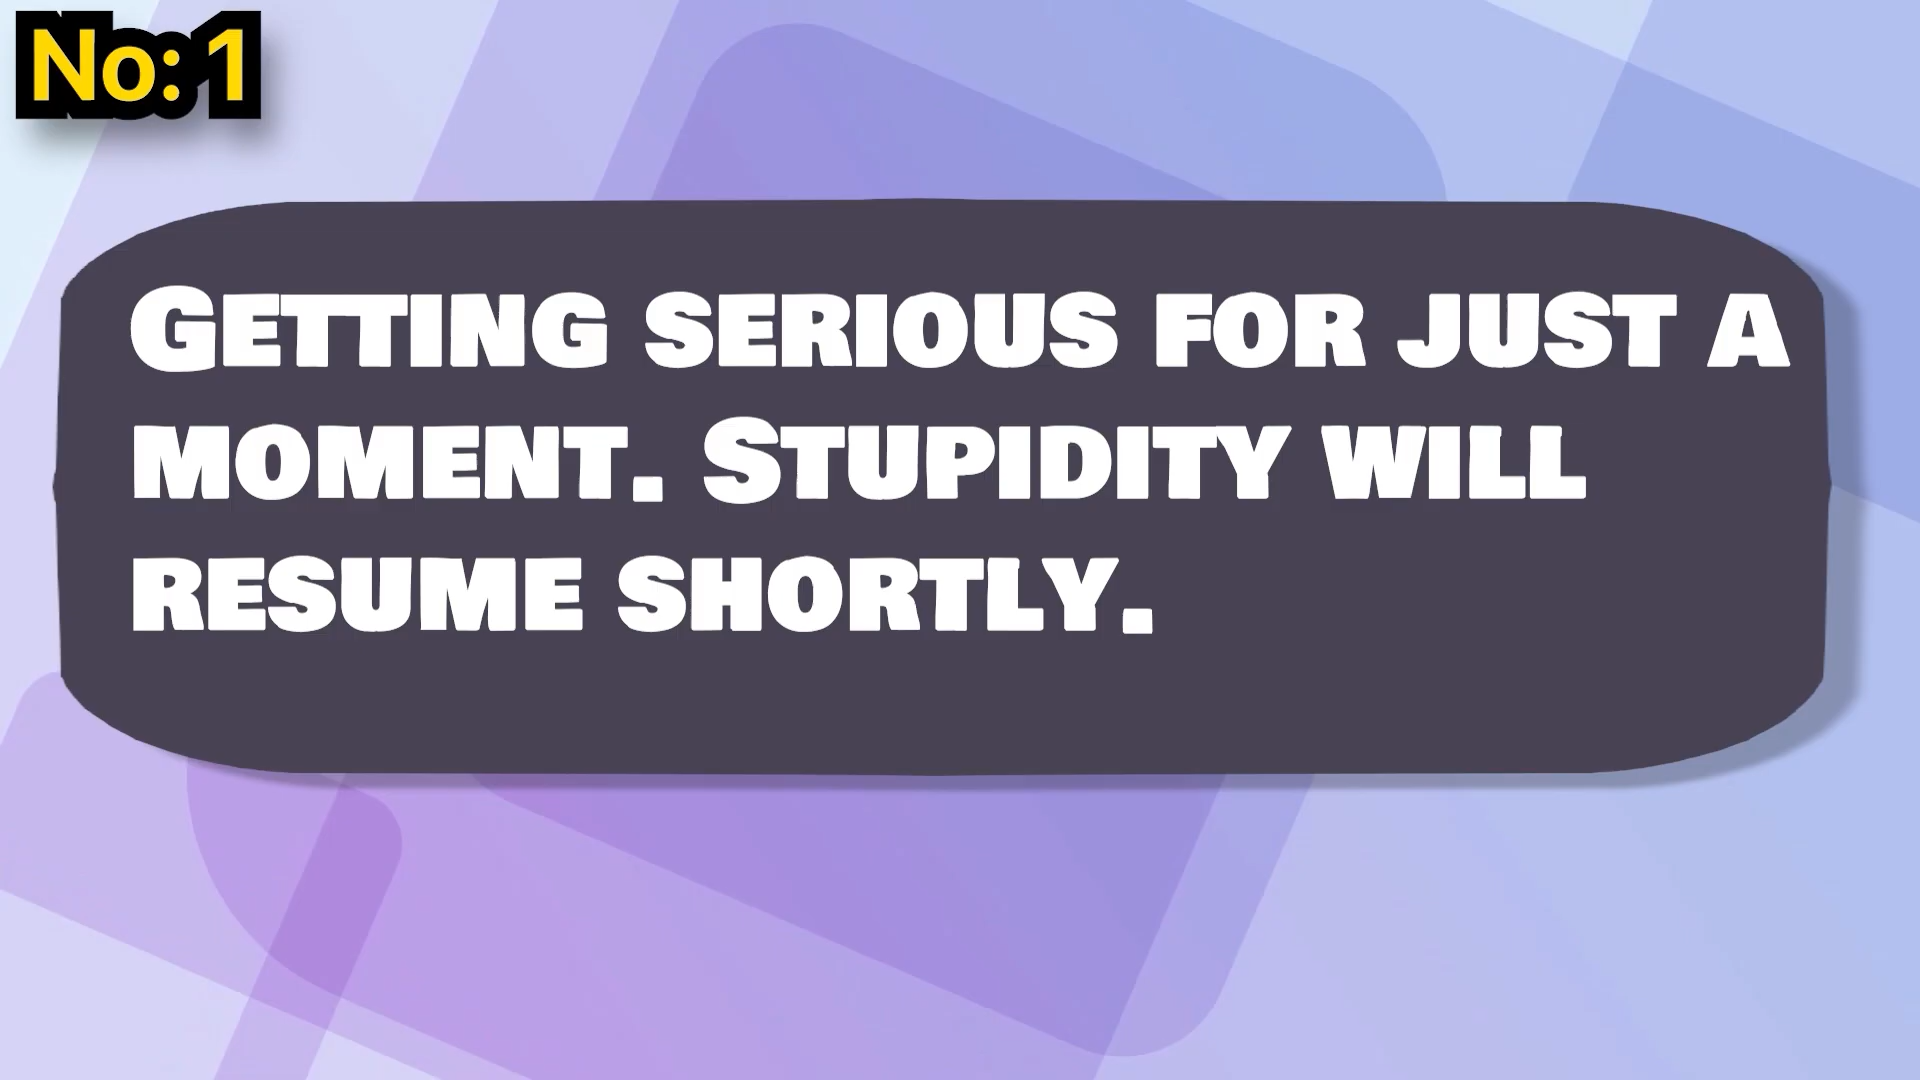 No: 1
Getting serious for just a
moment. Stupidity will
resume shortly.